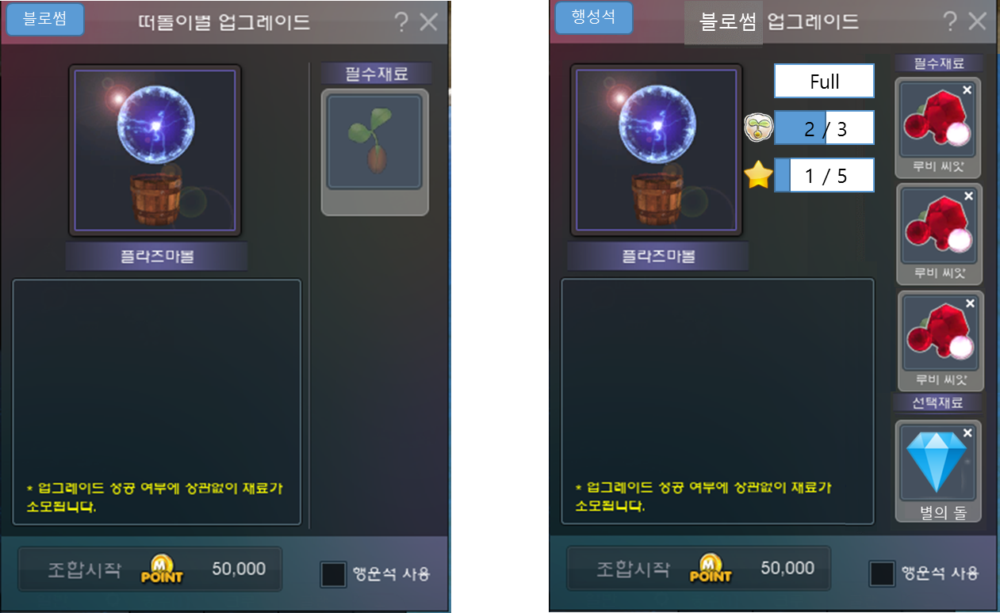 블로썸
떠돌이별 업그레이드
?
필수재료
플라즈마볼
* 업그레이드 성공 여부에 상관없이 재료가
소모됩니다.
조합시작 M POINT 50,000
행운석 사용
행성석
블로썸 업그레이드
?
Full
2 / 3
1 / 5
플라즈마볼
필수재료
루비 씨앗
루비 씨앗
루비 씨앗
선택재료
별의 돌
* 업그레이드 성공 여부에 상관없이 재료가
소모됩니다.
조합시작 M POINT 50,000
행운석 사용